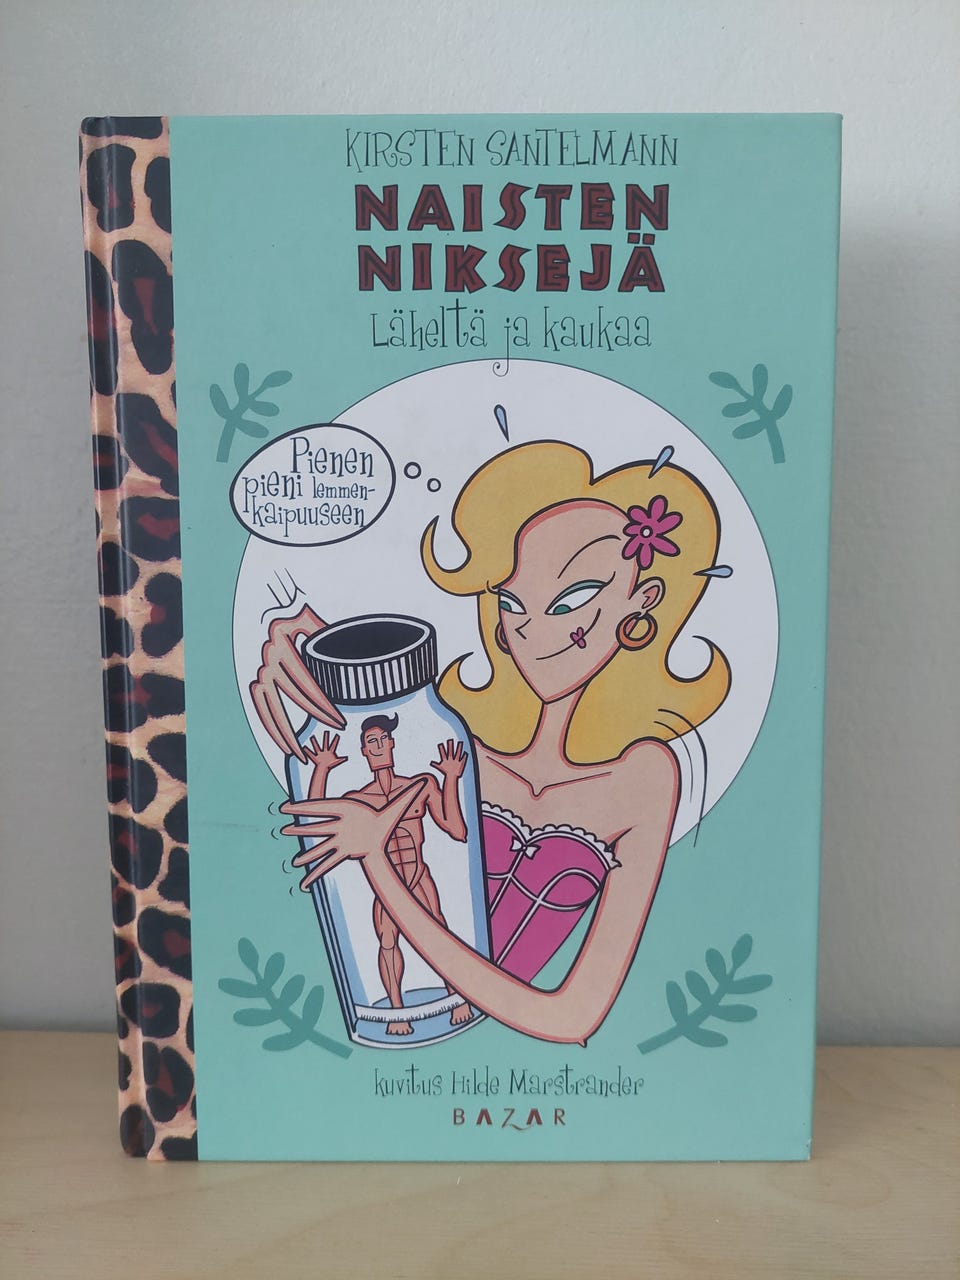 KIRSTEN SANTELMANN
NAISTEN
NIKSEJÄ
Läheltä ja kaukaa
Pienen
pieni lemmen-
kaipuuseen
kuvitus Hilde Marstrander
BAZAR